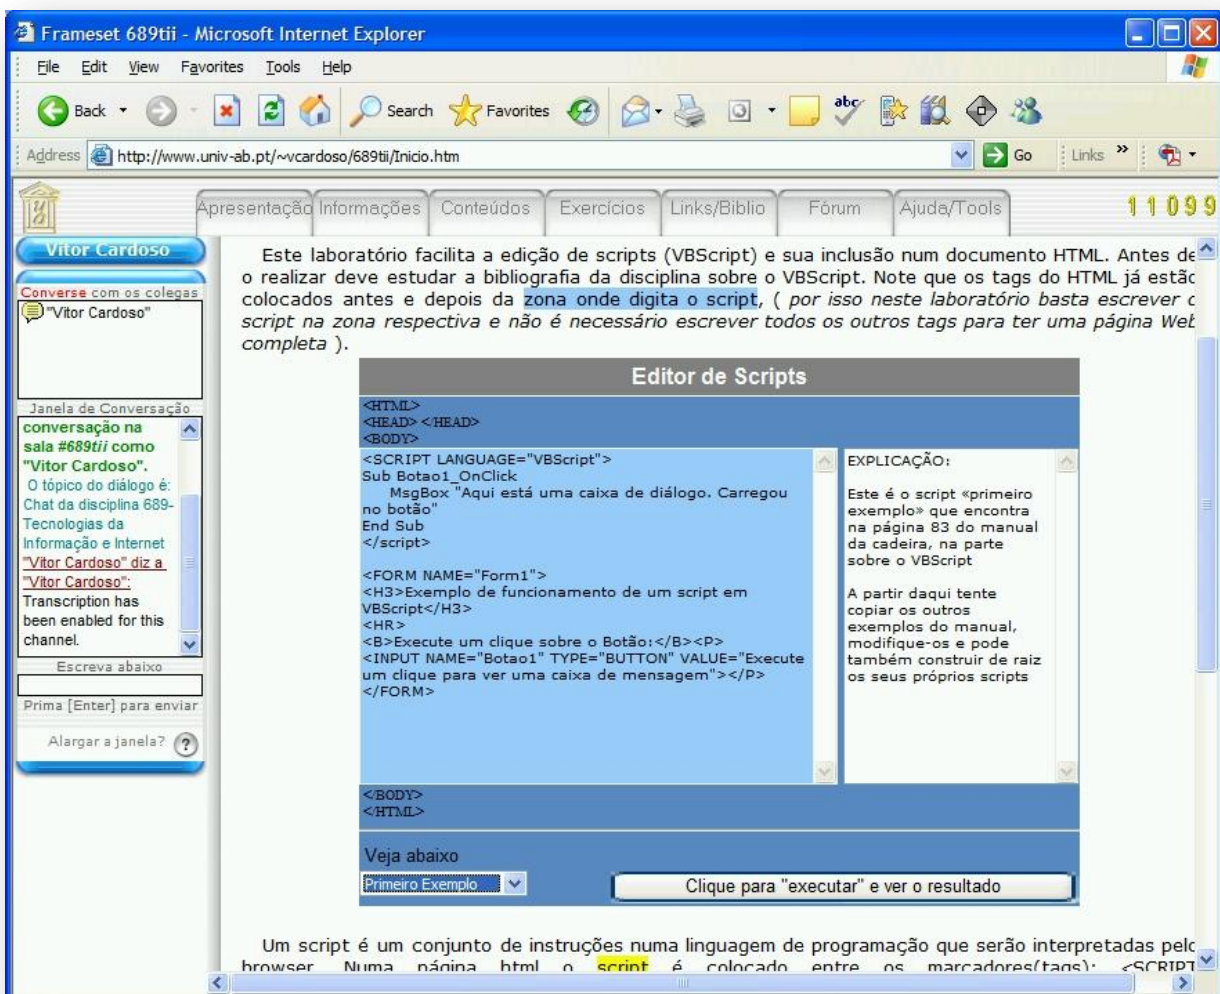 Frameset 689tii - Microsoft Internet Explorer
File Edit View Favorites Tools Help
Back Search Favorites
Address http://www.univ-ab.pt/~vcardoso/689tii/Inicio.htm Go Links »
Apresentação Informações Conteúdos Exercícios Links/Biblio Fórum Ajuda/Tools 11099
Vitor Cardoso
Converse com os colegas
"Vitor Cardoso"
Janela de Conversação
conversação na
sala #689tii como
"Vitor Cardoso".
O tópico do diálogo é:
Chat da disciplina 689-
Tecnologias da
Informação e Internet
"Vitor Cardoso" diz a
"Vitor Cardoso":
Transcription has
been enabled for this
channel.
Escreva abaixo
Prima [Enter] para enviar
Alargar a janela? ?
Este laboratório facilita a edição de scripts (VBScript) e sua inclusão num documento HTML. Antes de
o realizar deve estudar a bibliografia da disciplina sobre o VBScript. Note que os tags do HTML já estão
colocados antes e depois da zona onde digita o script, ( por isso neste laboratório basta escrever o
script na zona respectiva e não é necessário escrever todos os outros tags para ter uma página Web
completa ).
Editor de Scripts
<HTML>
<HEAD> </HEAD>
<BODY>
<SCRIPT LANGUAGE="VBScript">
Sub Botao1_OnClick
MsgBox "Aqui está uma caixa de diálogo. Carregou
no botão"
End Sub
</script>
<FORM NAME="Form1">
<H3>Exemplo de funcionamento de um script em
VBScript</H3>
<HR>
<B>Execute um clique sobre o Botão:</B><P>
<INPUT NAME="Botao1" TYPE="BUTTON" VALUE="Execute
um clique para ver uma caixa de mensagem"></P>
</FORM>
EXPLICAÇÃO:
Este é o script «primeiro
exemplo» que encontra
na página 83 do manual
da cadeira, na parte
sobre o VBScript
A partir daqui tente
copiar os outros
exemplos do manual,
modifique-os e pode
também construir de raiz
os seus próprios scripts
</BODY>
</HTML>
Veja abaixo
Primeiro Exemplo
Clique para "executar" e ver o resultado
Um script é um conjunto de instruções numa linguagem de programação que serão interpretadas pelo
browser. Numa página html o script é colocado entre os marcadores(tags): <SCRIPT